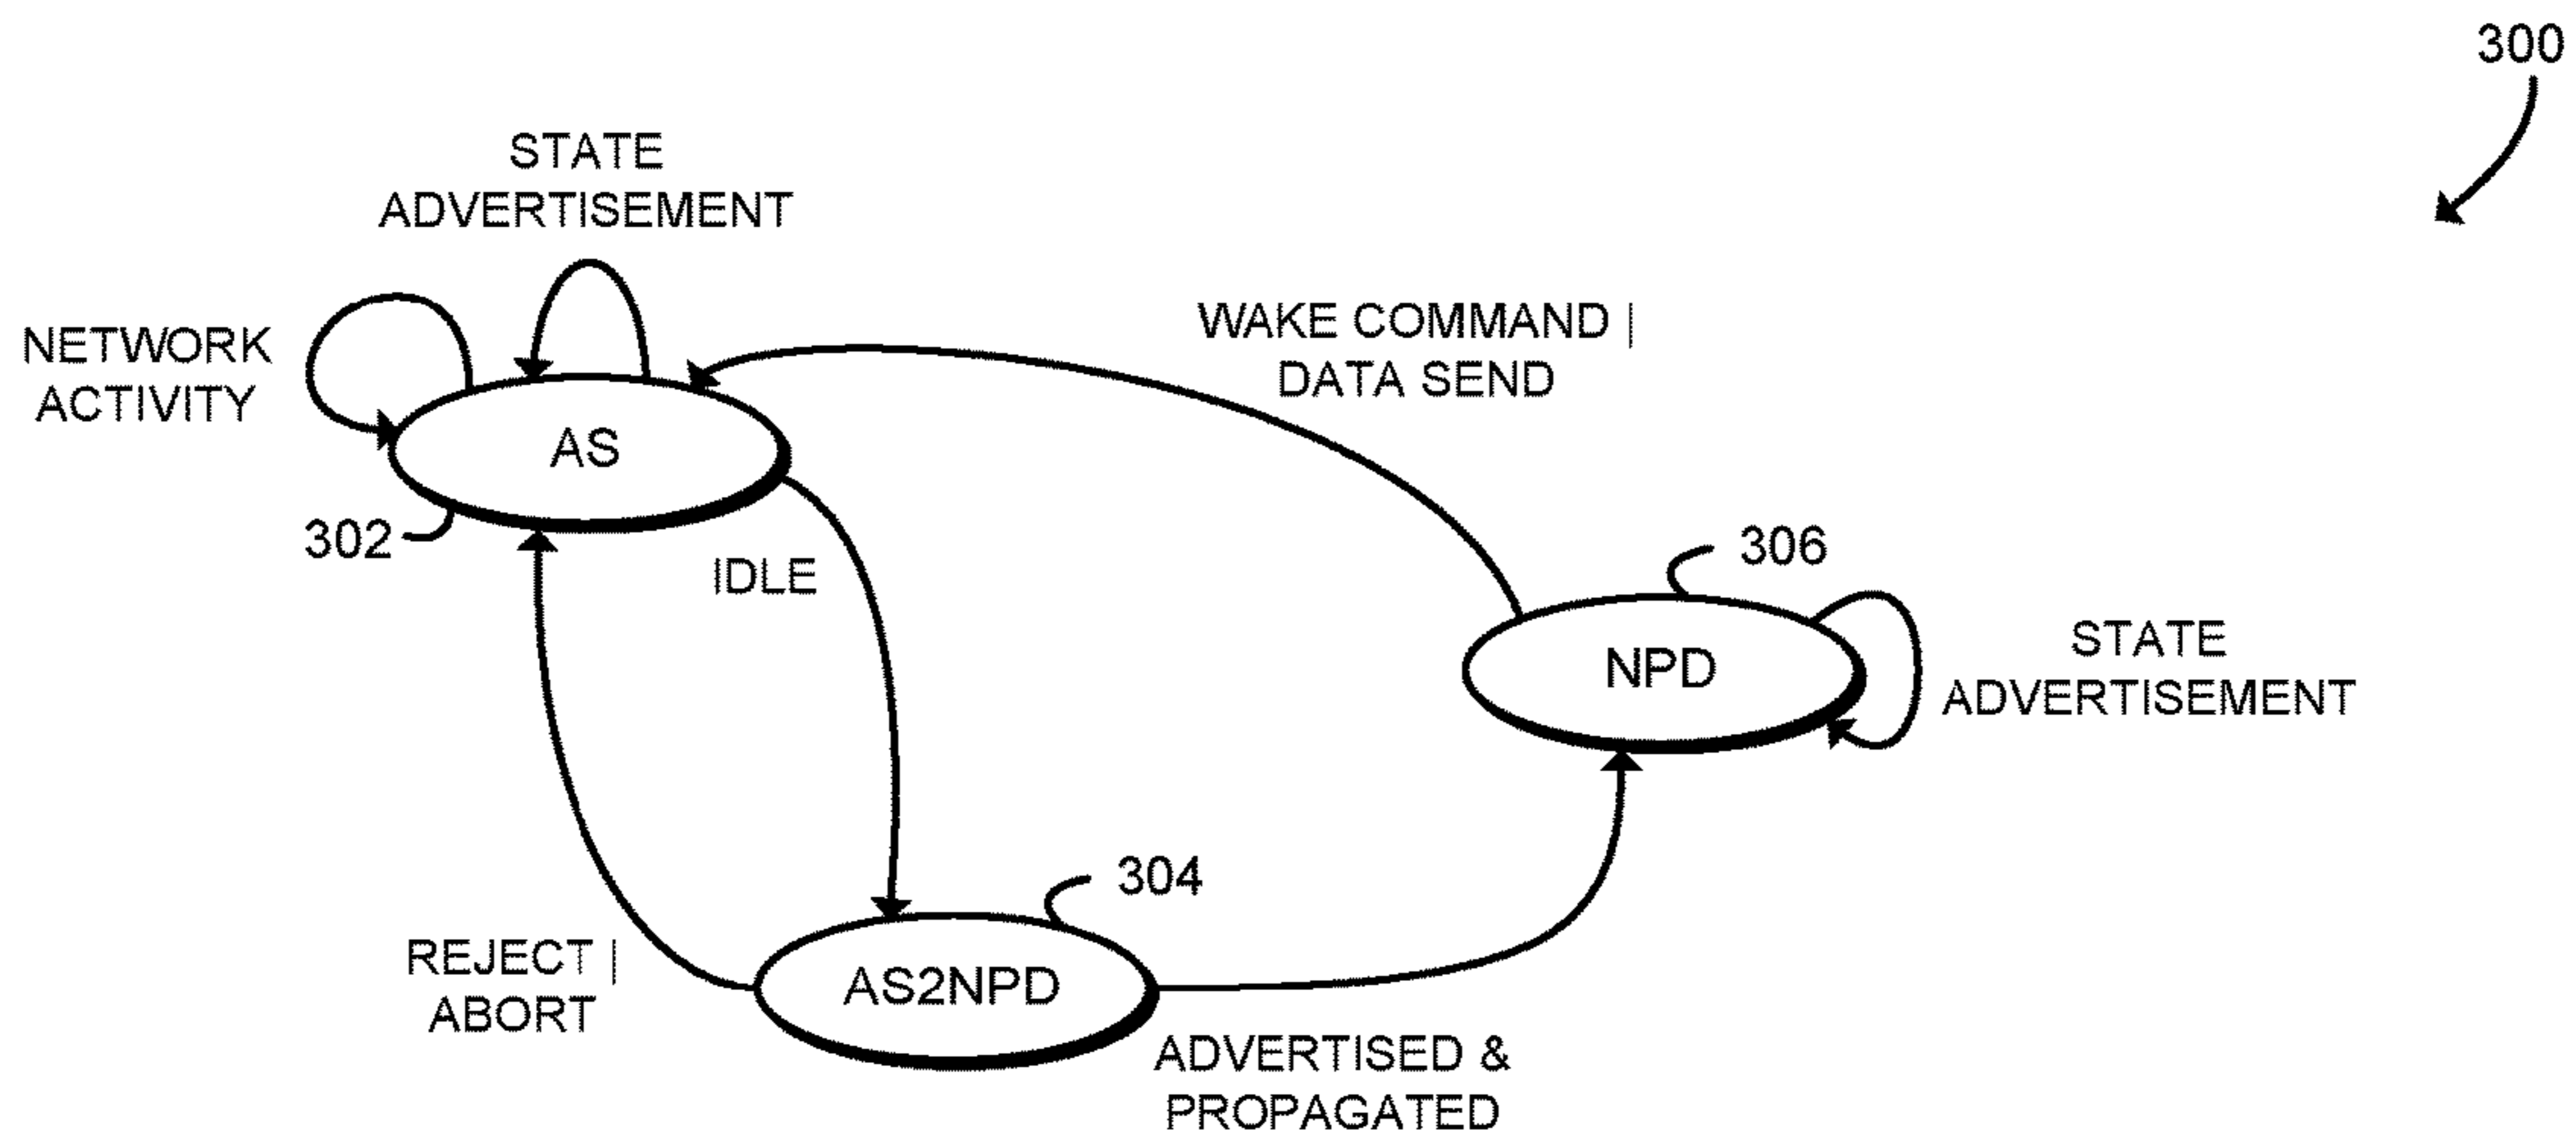 300
STATE
ADVERTISEMENT
NETWORK
ACTIVITY
WAKE COMMAND |
DATA SEND
AS
302
IDLE
306
NPD
STATE
ADVERTISEMENT
304
REJECT |
ABORT
AS2NPD
ADVERTISED &
PROPAGATED